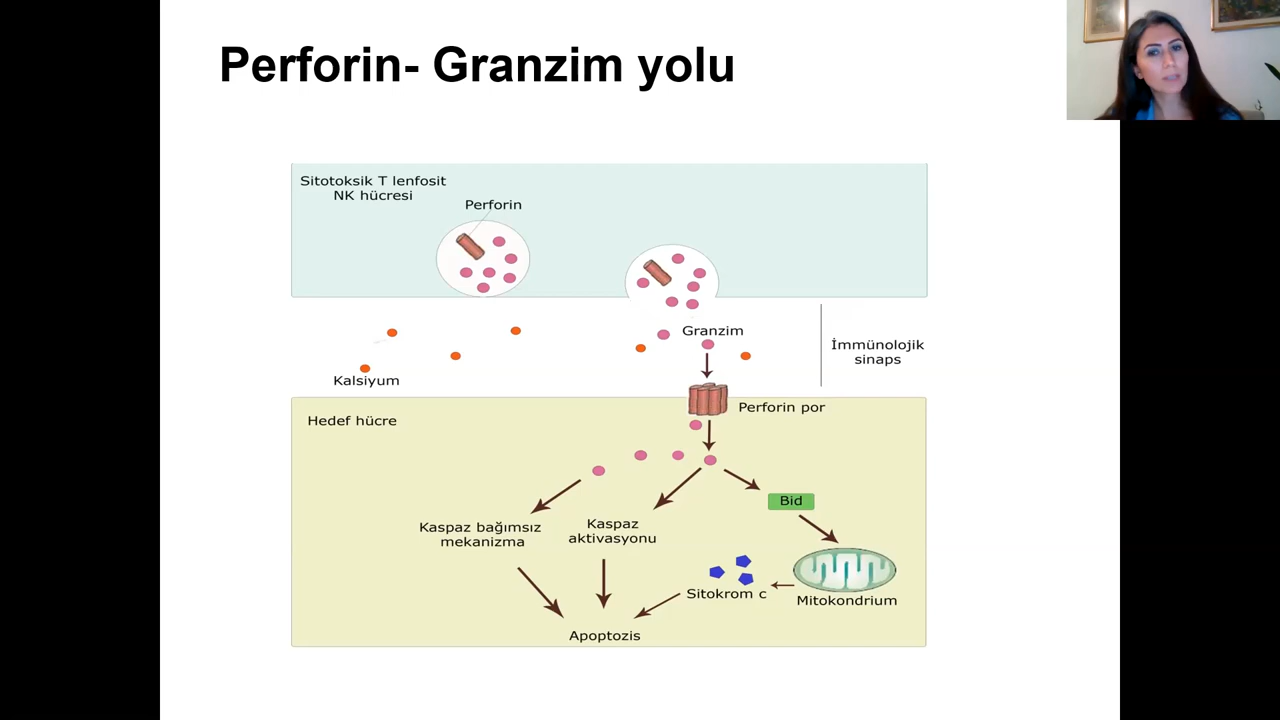 Perforin- Granzim yolu
Sitotoksik T lenfosit
NK hücresi
Perforin
Granzim
İmmünolojik
sinaps
Kalsiyum
Perforin por
Hedef hücre
Bid
Kaspaz bağımsız
mekanizma
Kaspaz
aktivasyonu
Sitokrom c
Mitokondrium
Apoptozis